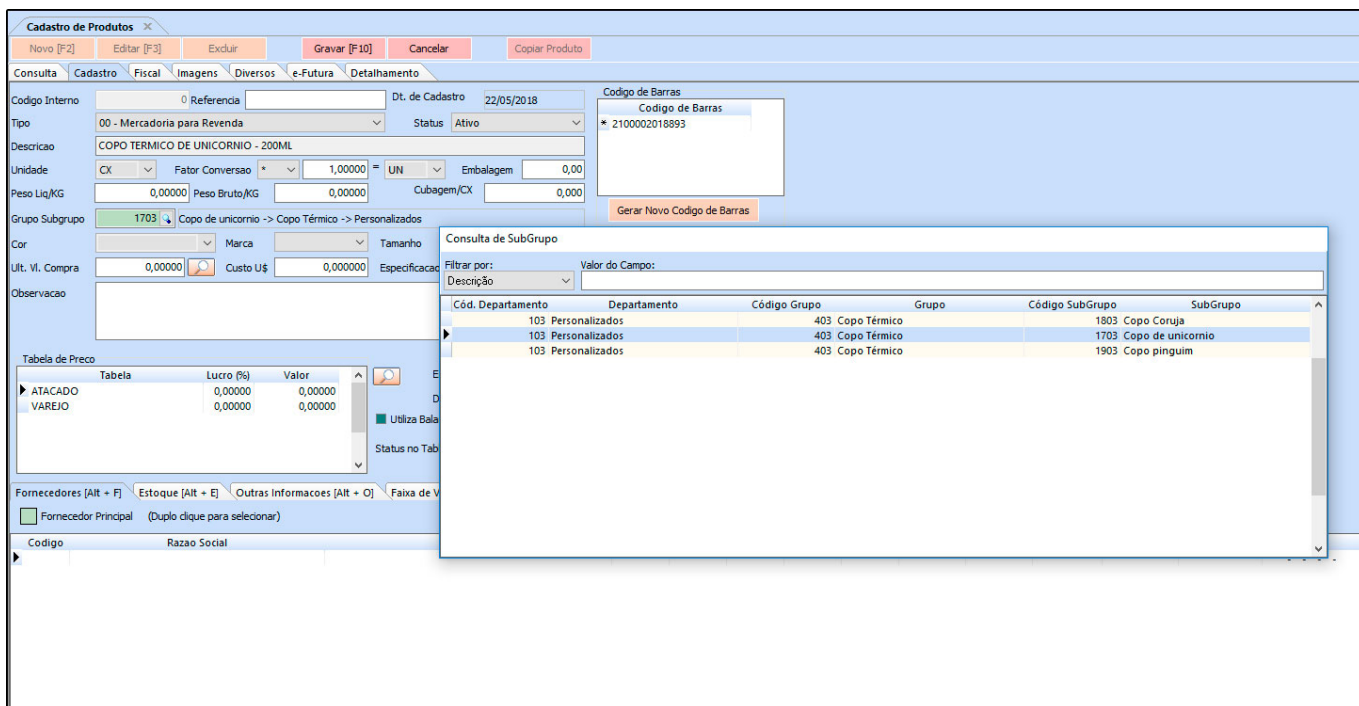 Cadastro de Produtos
Novo [F2] Editar [F3] Excluir Gravar [F10] Cancelar Copiar Produto
Consulta Cadastro Fiscal Imagens Diversos e-Futura Detalhamento
Codigo Interno 0 Referencia Dt. de Cadastro 22/05/2018
Codigo de Barras
Codigo de Barras
* 2100002018893
Tipo 00 - Mercadoria para Revenda Status Ativo
Descricao COPO TERMICO DE UNICORNIO - 200ML
Unidade CX Fator Conversao * 1,00000 = UN Embalagem 0,00
Peso Liq/KG 0,00000 Peso Bruto/KG 0,00000 Cubagem/CX 0,000
Gerar Novo Codigo de Barras
Grupo Subgrupo 1703 Copo de unicornio -> Copo Térmico -> Personalizados
Cor Marca Tamanho
Ult. Vl. Compra 0,00000 Custo U$ 0,000000 Especificacao
Observacao
Consulta de SubGrupo
Filtrar por: Valor do Campo:
Descrição
Cód. Departamento Departamento Código Grupo Grupo Código SubGrupo SubGrupo
103 Personalizados 403 Copo Térmico 1803 Copo Coruja
103 Personalizados 403 Copo Térmico 1703 Copo de unicornio
103 Personalizados 403 Copo Térmico 1903 Copo pinguim
Tabela de Preco
Tabela Lucro (%) Valor
ATACADO 0,00000 0,00000
VAREJO 0,00000 0,00000
E
D
Utiliza Bala
Status no Tab
Fornecedores [Alt + F] Estoque [Alt + E] Outras Informacoes [Alt + O] Faixa de V
Fornecedor Principal (Duplo clique para selecionar)
Codigo Razao Social